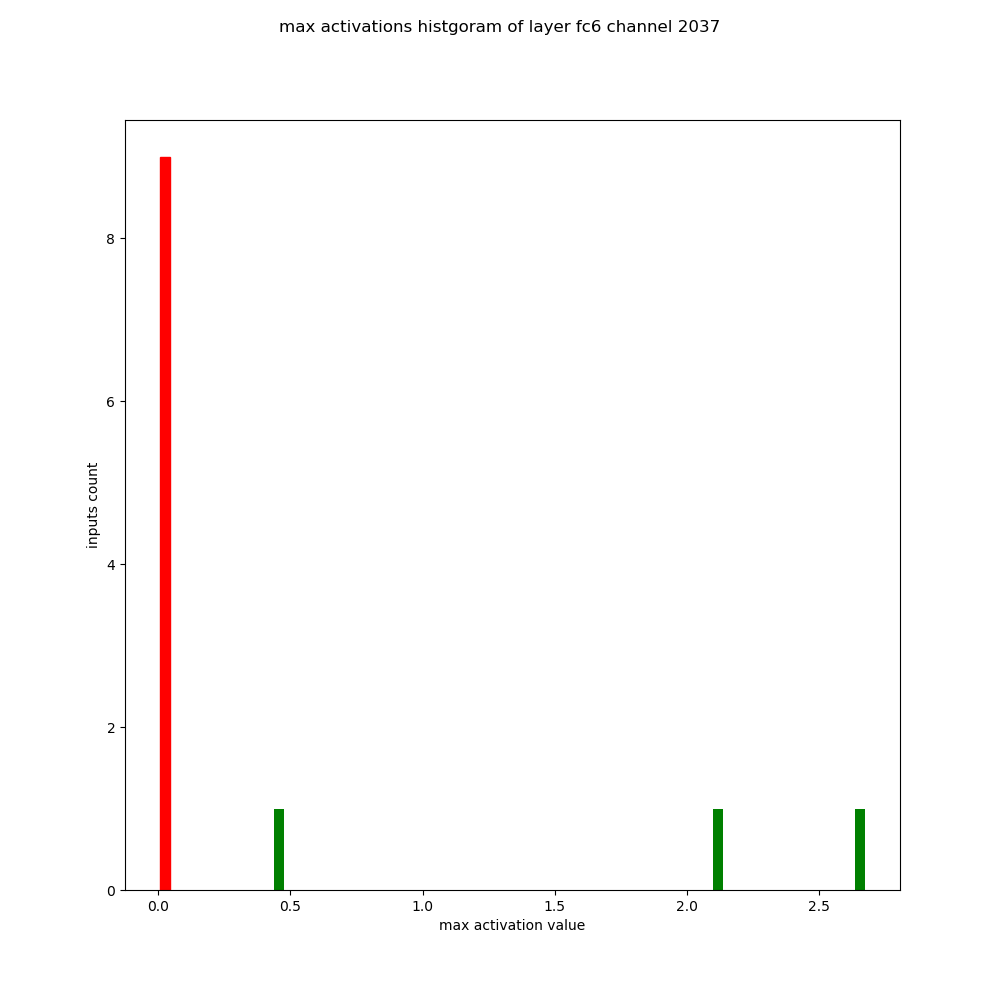 max activations histgoram of layer fc6 channel 2037
8
6
4
2
0
inputs count
0.0 0.5 1.0 1.5 2.0 2.5
max activation value